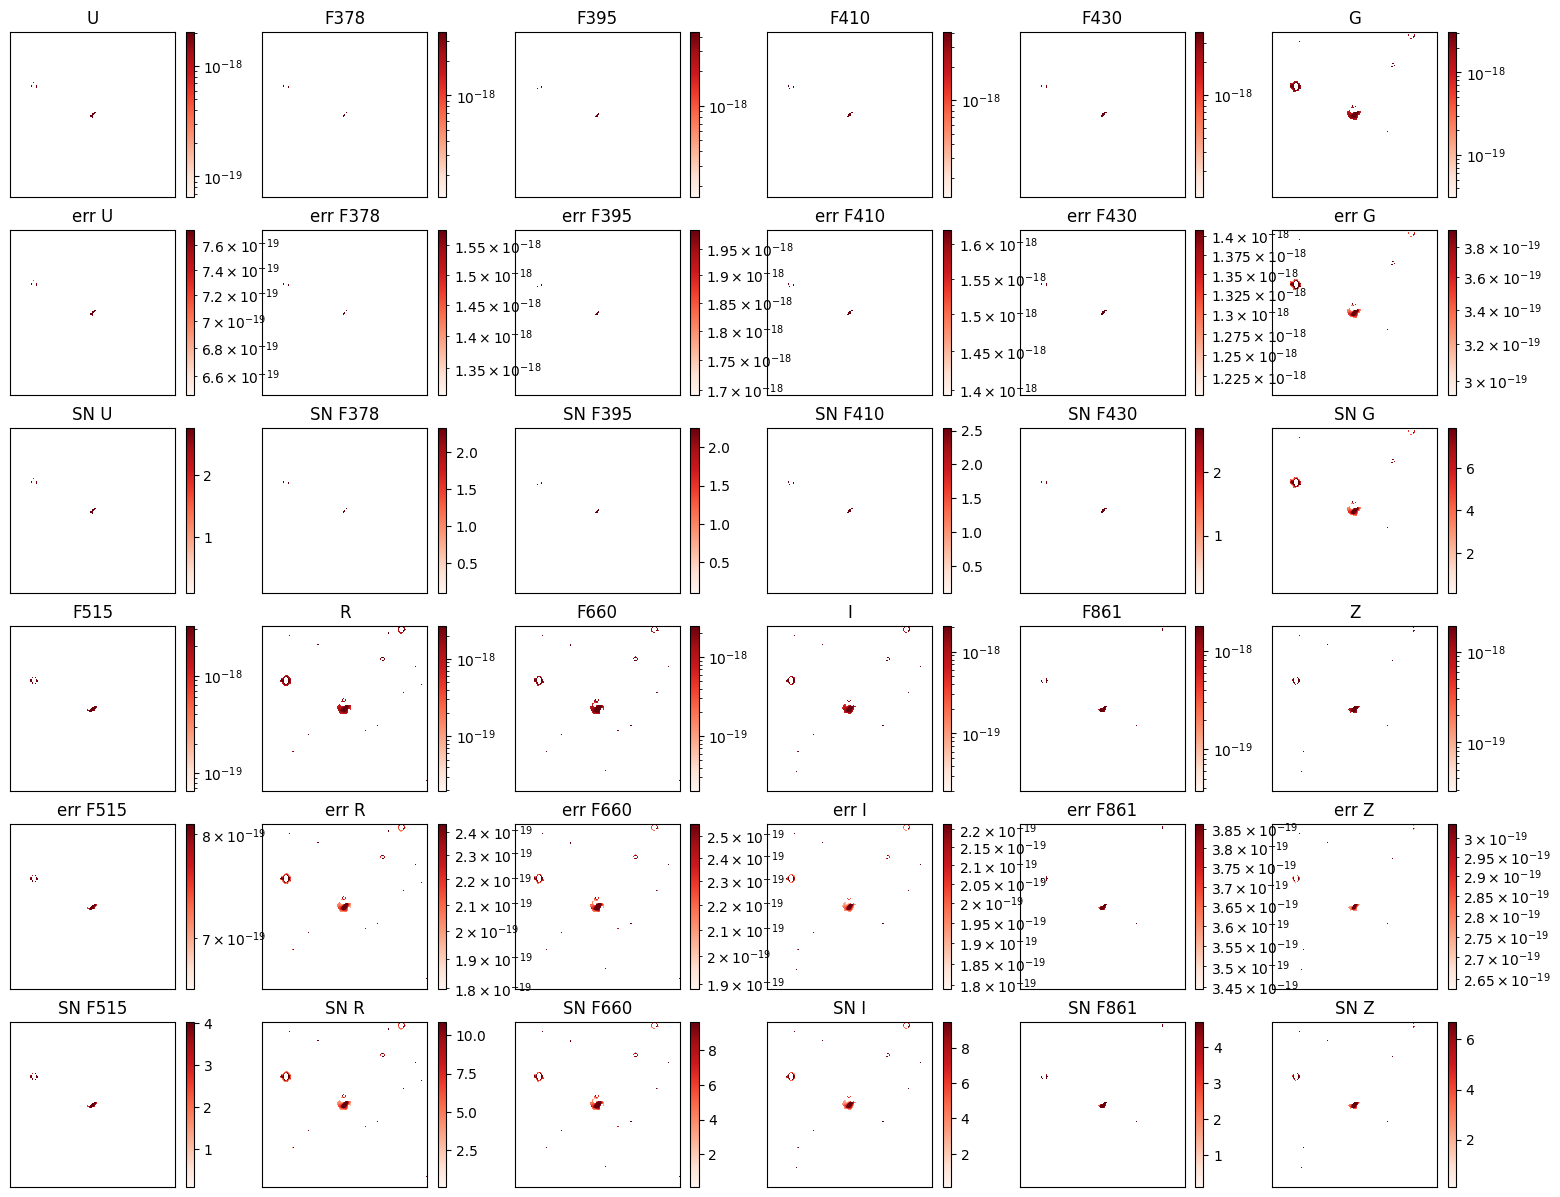 U F378 F395 F410 F430 G
10⁻¹⁸ 10⁻¹⁸ 10⁻¹⁸ 10⁻¹⁸ 10⁻¹⁸ 10⁻¹⁸
10⁻¹⁹ 10⁻¹⁹
err U err F378 err F395 err F410 err F430 err G
7.6 × 10⁻¹⁹ 1.55 × 10⁻¹⁸ 1.95 × 10⁻¹⁸ 1.6 × 10⁻¹⁸ 1.4 × 10⁻¹⁸ 3.8 × 10⁻¹⁹
7.4 × 10⁻¹⁹ 1.50 × 10⁻¹⁸ 1.9 × 10⁻¹⁸ 1.55 × 10⁻¹⁸ 1.375 × 10⁻¹⁸ 3.6 × 10⁻¹⁹
7.2 × 10⁻¹⁹ 1.45 × 10⁻¹⁸ 1.85 × 10⁻¹⁸ 1.5 × 10⁻¹⁸ 1.35 × 10⁻¹⁸ 3.4 × 10⁻¹⁹
7 × 10⁻¹⁹ 1.40 × 10⁻¹⁸ 1.8 × 10⁻¹⁸ 1.45 × 10⁻¹⁸ 1.325 × 10⁻¹⁸ 3.2 × 10⁻¹⁹
6.8 × 10⁻¹⁹ 1.35 × 10⁻¹⁸ 1.75 × 10⁻¹⁸ 1.4 × 10⁻¹⁸ 1.3 × 10⁻¹⁸ 3 × 10⁻¹⁹
6.6 × 10⁻¹⁹ 1.7 × 10⁻¹⁸ 1.275 × 10⁻¹⁸
1.25 × 10⁻¹⁸
1.225 × 10⁻¹⁸
SN U SN F378 SN F395 SN F410 SN F430 SN G
2 2.0 2.0 2.5 2 6
1 1.5 1.5 2.0 1 4
1.0 1.0 1.5 2
0.5 0.5 1.0
0.5
F515 R F660 I F861 Z
10⁻¹⁸ 10⁻¹⁸ 10⁻¹⁸ 10⁻¹⁸ 10⁻¹⁸ 10⁻¹⁸
10⁻¹⁹ 10⁻¹⁹ 10⁻¹⁹ 10⁻¹⁹ 10⁻¹⁹ 10⁻¹⁹
err F515 err R err F660 err I err F861 err Z
8 × 10⁻¹⁹ 2.4 × 10⁻¹⁹ 2.5 × 10⁻¹⁹ 2.2 × 10⁻¹⁹ 3.85 × 10⁻¹⁹ 3 × 10⁻¹⁹
7 × 10⁻¹⁹ 2.3 × 10⁻¹⁹ 2.4 × 10⁻¹⁹ 2.15 × 10⁻¹⁹ 3.8 × 10⁻¹⁹ 2.95 × 10⁻¹⁹
2.2 × 10⁻¹⁹ 2.3 × 10⁻¹⁹ 2.1 × 10⁻¹⁹ 3.75 × 10⁻¹⁹ 2.9 × 10⁻¹⁹
2.1 × 10⁻¹⁹ 2.2 × 10⁻¹⁹ 2.05 × 10⁻¹⁹ 3.7 × 10⁻¹⁹ 2.85 × 10⁻¹⁹
2 × 10⁻¹⁹ 2.1 × 10⁻¹⁹ 2 × 10⁻¹⁹ 3.65 × 10⁻¹⁹ 2.8 × 10⁻¹⁹
1.9 × 10⁻¹⁹ 2 × 10⁻¹⁹ 1.95 × 10⁻¹⁹ 3.6 × 10⁻¹⁹ 2.75 × 10⁻¹⁹
1.8 × 10⁻¹⁹ 1.9 × 10⁻¹⁹ 1.9 × 10⁻¹⁹ 3.55 × 10⁻¹⁹ 2.7 × 10⁻¹⁹
1.85 × 10⁻¹⁹ 3.5 × 10⁻¹⁹ 2.65 × 10⁻¹⁹
1.8 × 10⁻¹⁹ 3.45 × 10⁻¹⁹
SN F515 SN R SN F660 SN I SN F861 SN Z
4 10.0 8 8 4 6
3 7.5 6 6 3 4
2 5.0 4 4 2 2
1 2.5 2 2 1